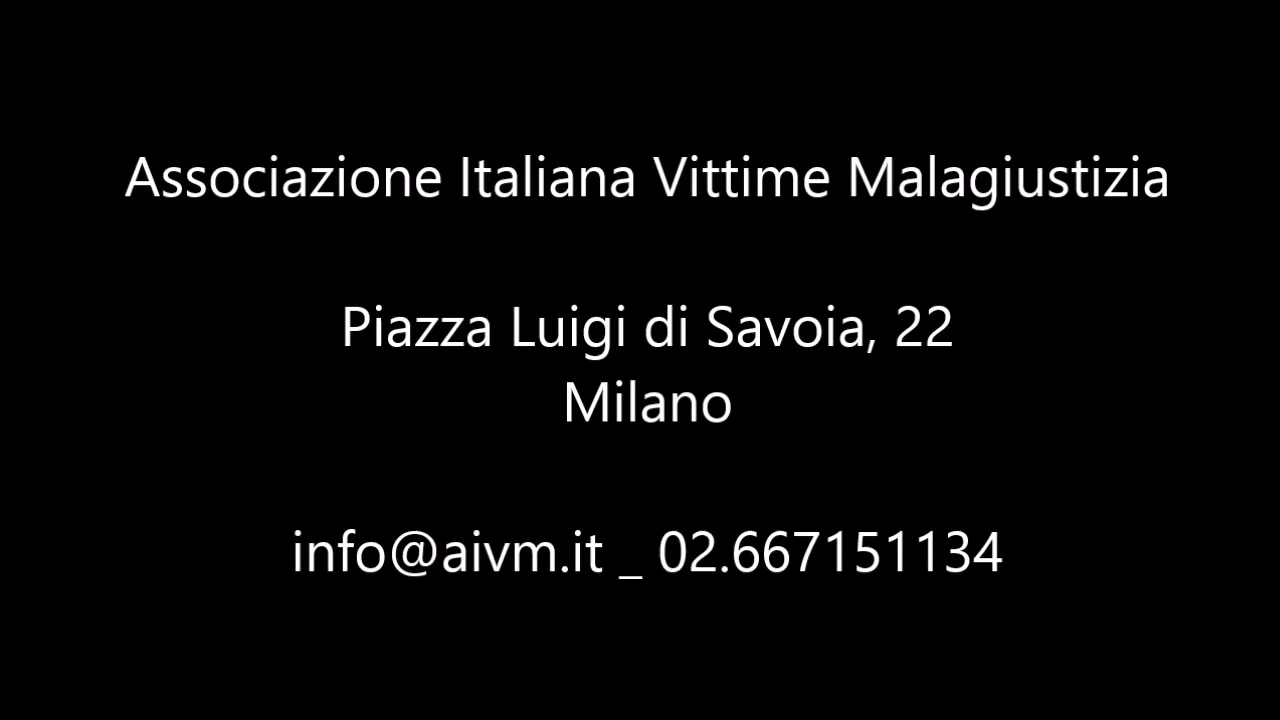 Associazione Italiana Vittime Malagiustizia
Piazza Luigi di Savoia, 22
Milano
info@aivm.it _ 02.667151134